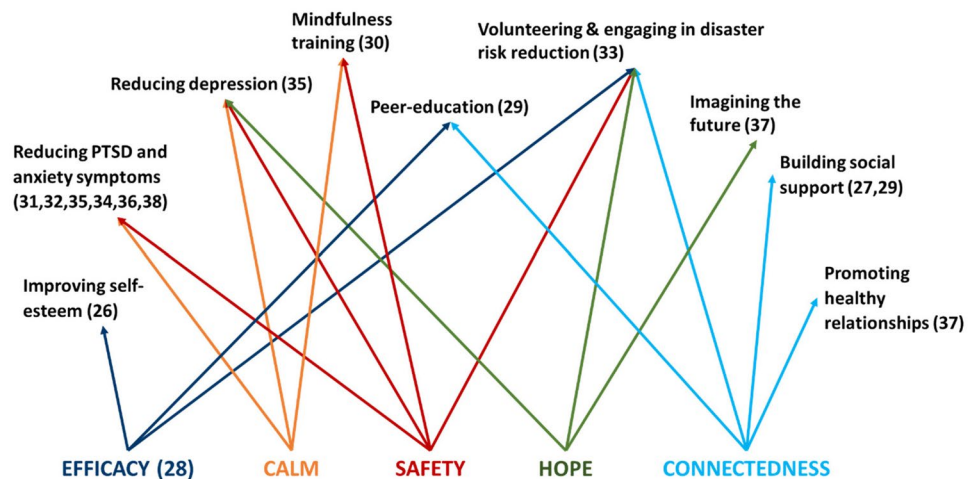 Mindfulness
training (30)
Volunteering & engaging in disaster
risk reduction (33)
Reducing depression (35)
Peer-education (29)
Imagining the
future (37)
Reducing PTSD and
anxiety symptoms
(31,32,35,34,36,38)
Building social
support (27,29)
Improving self-
esteem (26)
Promoting
healthy
relationships (37)
EFFICACY (28)
CALM
SAFETY
HOPE
CONNECTEDNESS